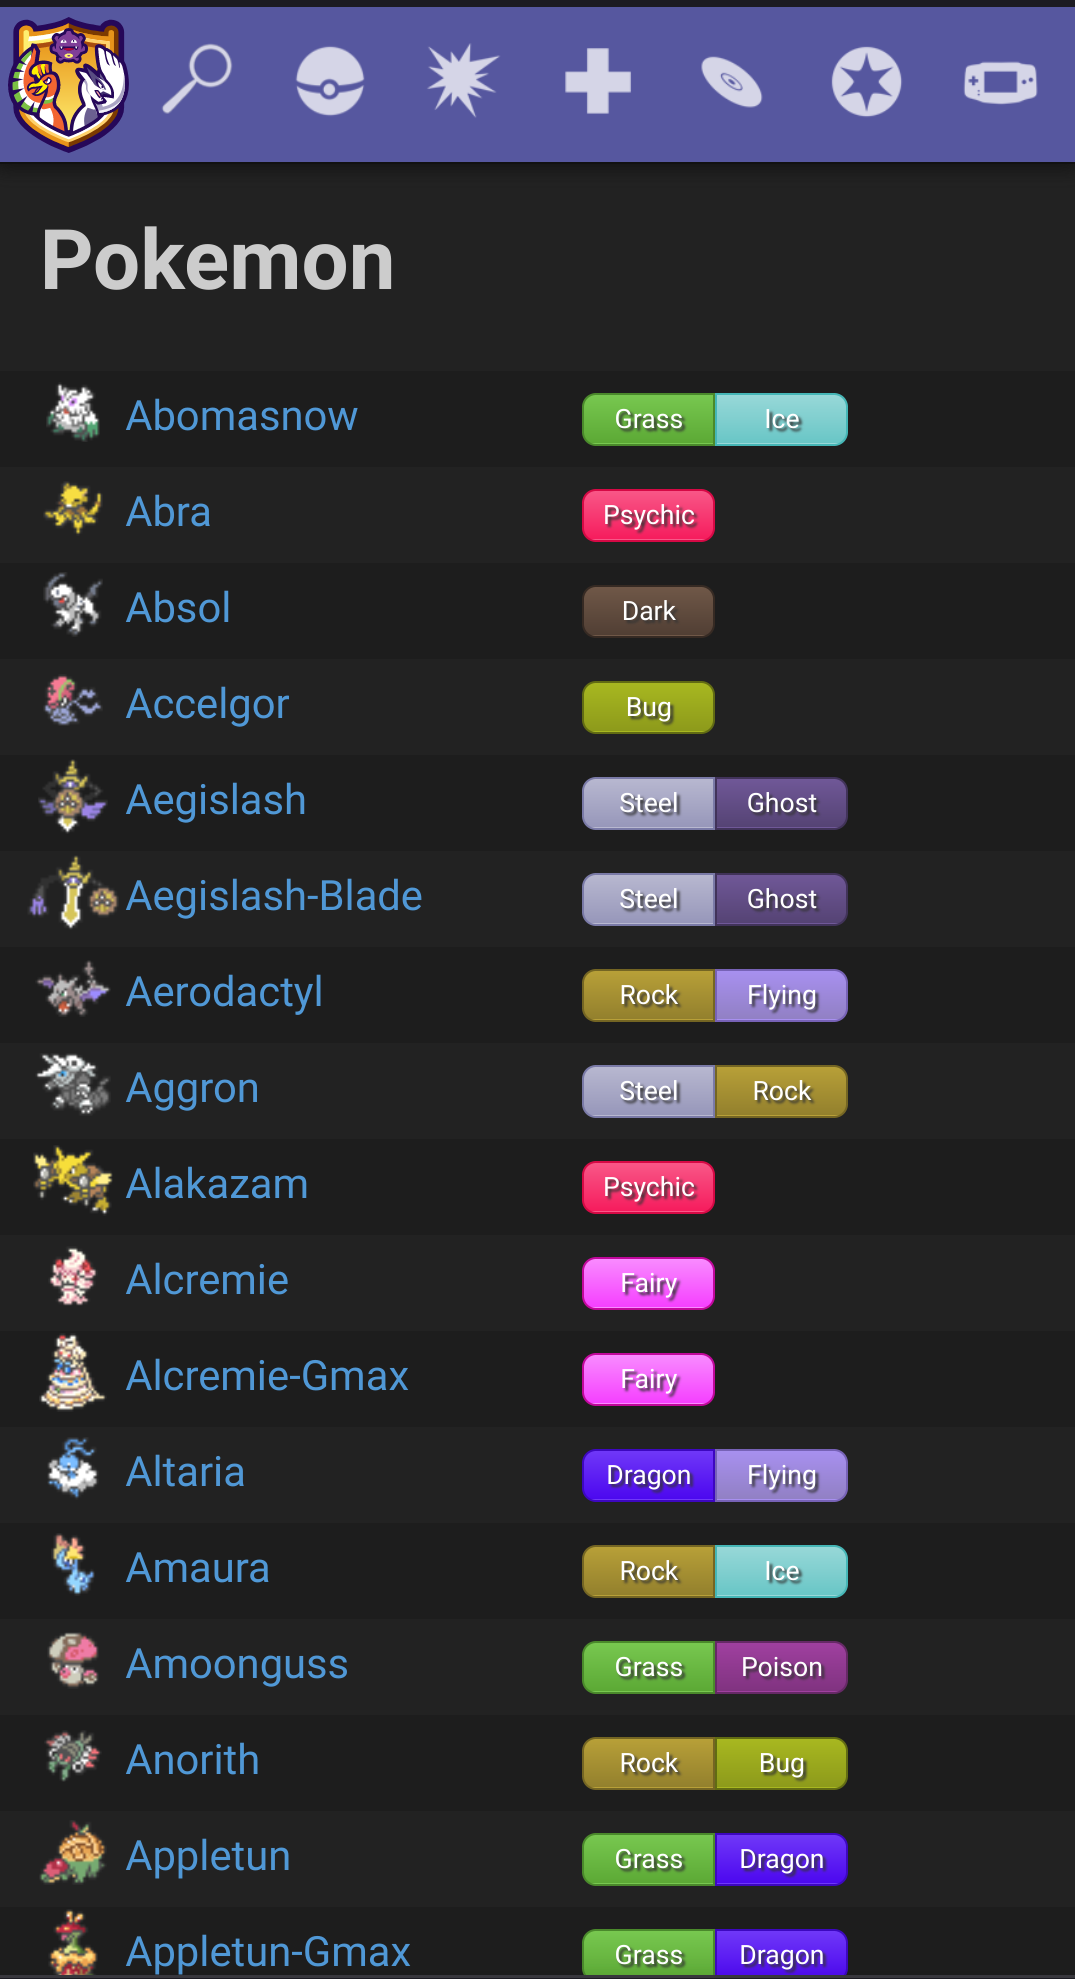 Pokemon
Abomasnow Grass Ice
Abra Psychic
Absol Dark
Accelgor Bug
Aegislash Steel Ghost
Aegislash-Blade Steel Ghost
Aerodactyl Rock Flying
Aggron Steel Rock
Alakazam Psychic
Alcremie Fairy
Alcremie-Gmax Fairy
Altaria Dragon Flying
Amaura Rock Ice
Amoonguss Grass Poison
Anorith Rock Bug
Appletun Grass Dragon
Appletun-Gmax Grass Dragon